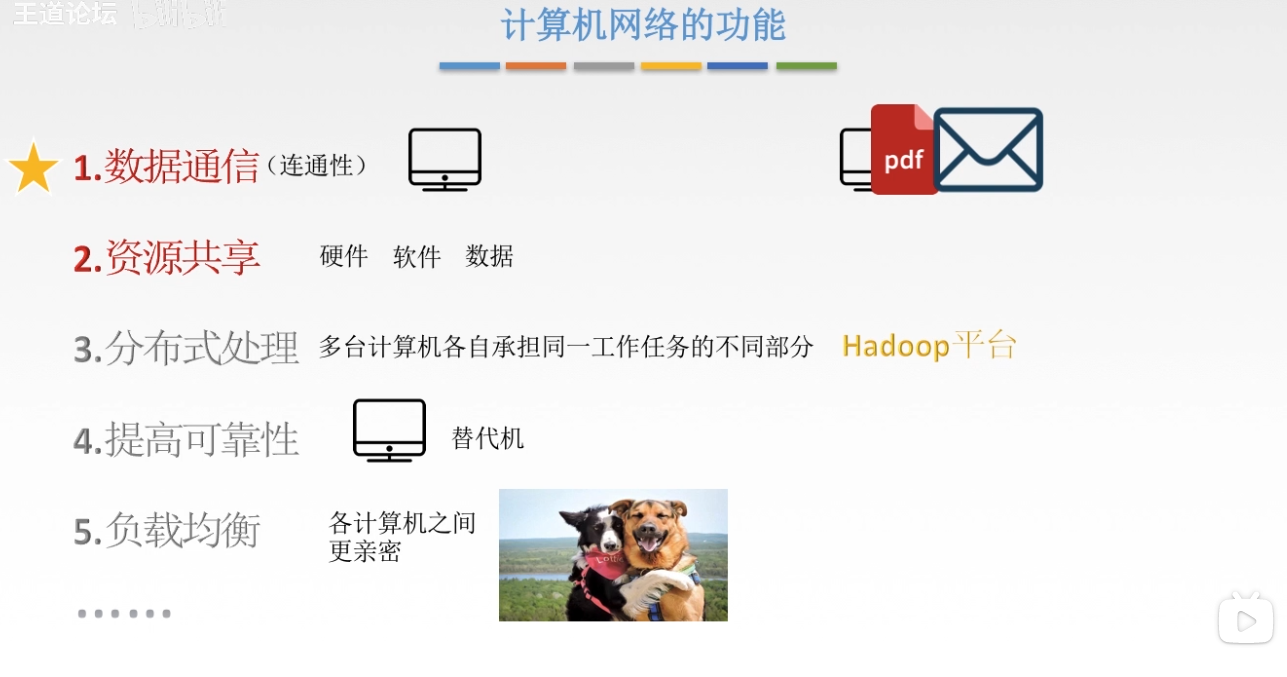 王道论坛
计算机网络的功能
1.数据通信（连通性）
pdf
2.资源共享 硬件 软件 数据
3.分布式处理 多台计算机各自承担同一工作任务的不同部分 Hadoop平台
4.提高可靠性 替代机
5.负载均衡 各计算机之间
更亲密
......